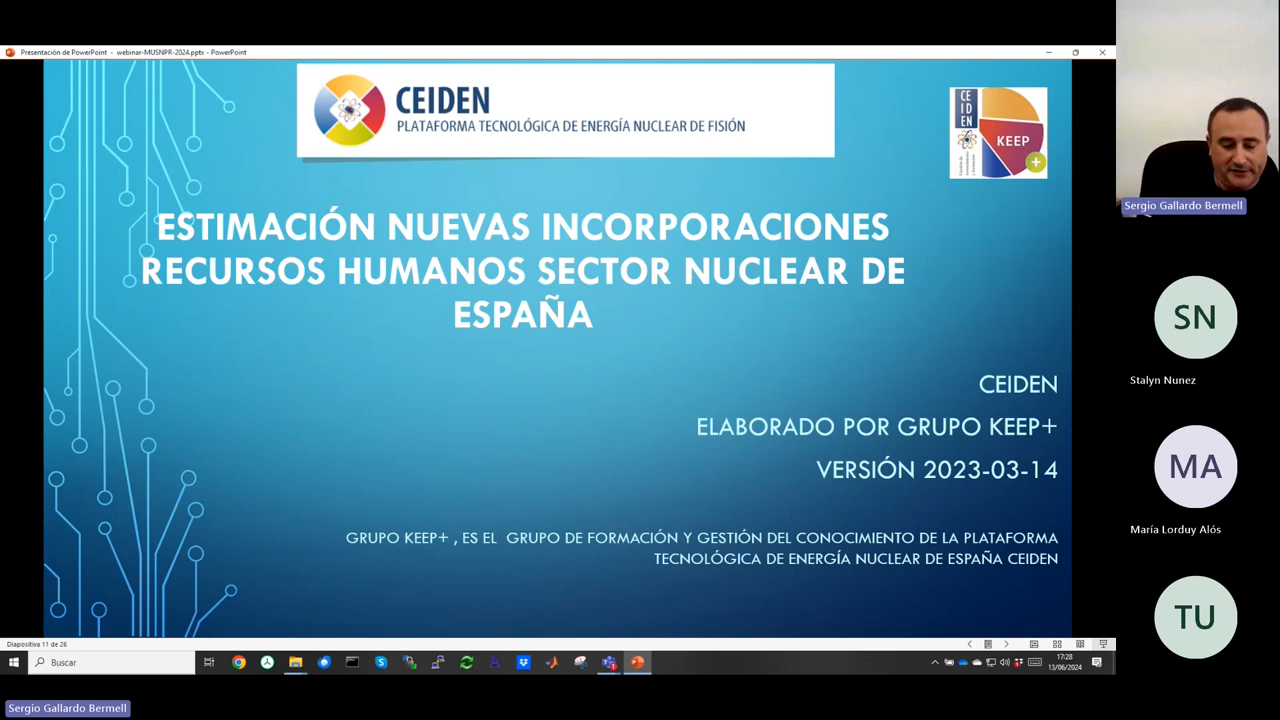 Presentación de PowerPoint - webinar-MUSNPR-2024.pptx - PowerPoint
CEIDEN
PLATAFORMA TECNOLÓGICA DE ENERGÍA NUCLEAR DE FISIÓN
CEIDEN
KEEP
+
ESTIMACIÓN NUEVAS INCORPORACIONES
RECURSOS HUMANOS SECTOR NUCLEAR DE
ESPAÑA
CEIDEN
ELABORADO POR GRUPO KEEP+
VERSIÓN 2023-03-14
GRUPO KEEP+ , ES EL GRUPO DE FORMACIÓN Y GESTIÓN DEL CONOCIMIENTO DE LA PLATAFORMA
TECNOLÓGICA DE ENERGÍA NUCLEAR DE ESPAÑA CEIDEN
Diapositiva 11 de 26
Buscar
17:28
13/06/2024
Sergio Gallardo Bermell
SN
Stalyn Nunez
MA
María Lorduy Alós
TU
Sergio Gallardo Bermell